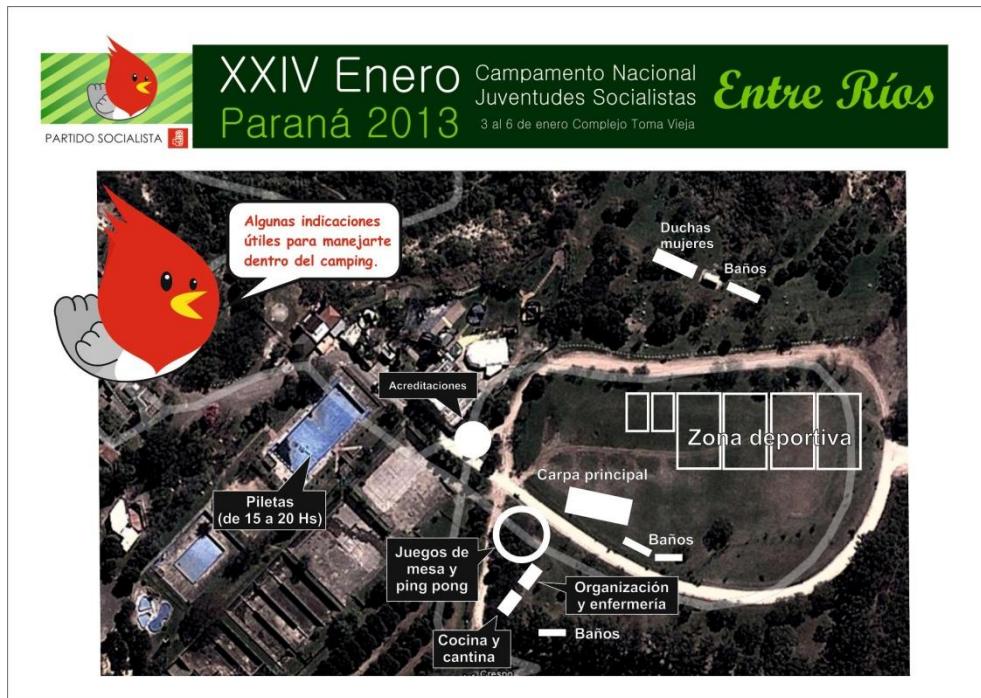 PARTIDO SOCIALISTA
XXIV Enero
Paraná 2013
Campamento Nacional
Juventudes Socialistas
3 al 6 de enero Complejo Toma Vieja
Entre Ríos
Algunas indicaciones
útiles para manejarte
dentro del camping.
Duchas
mujeres
Baños
Acreditaciones
Zona deportiva
Carpa principal
Piletas
(de 15 a 20 Hs)
Baños
Juegos de
mesa y
ping pong
Organización
y enfermería
Baños
Cocina y
cantina
Crespo